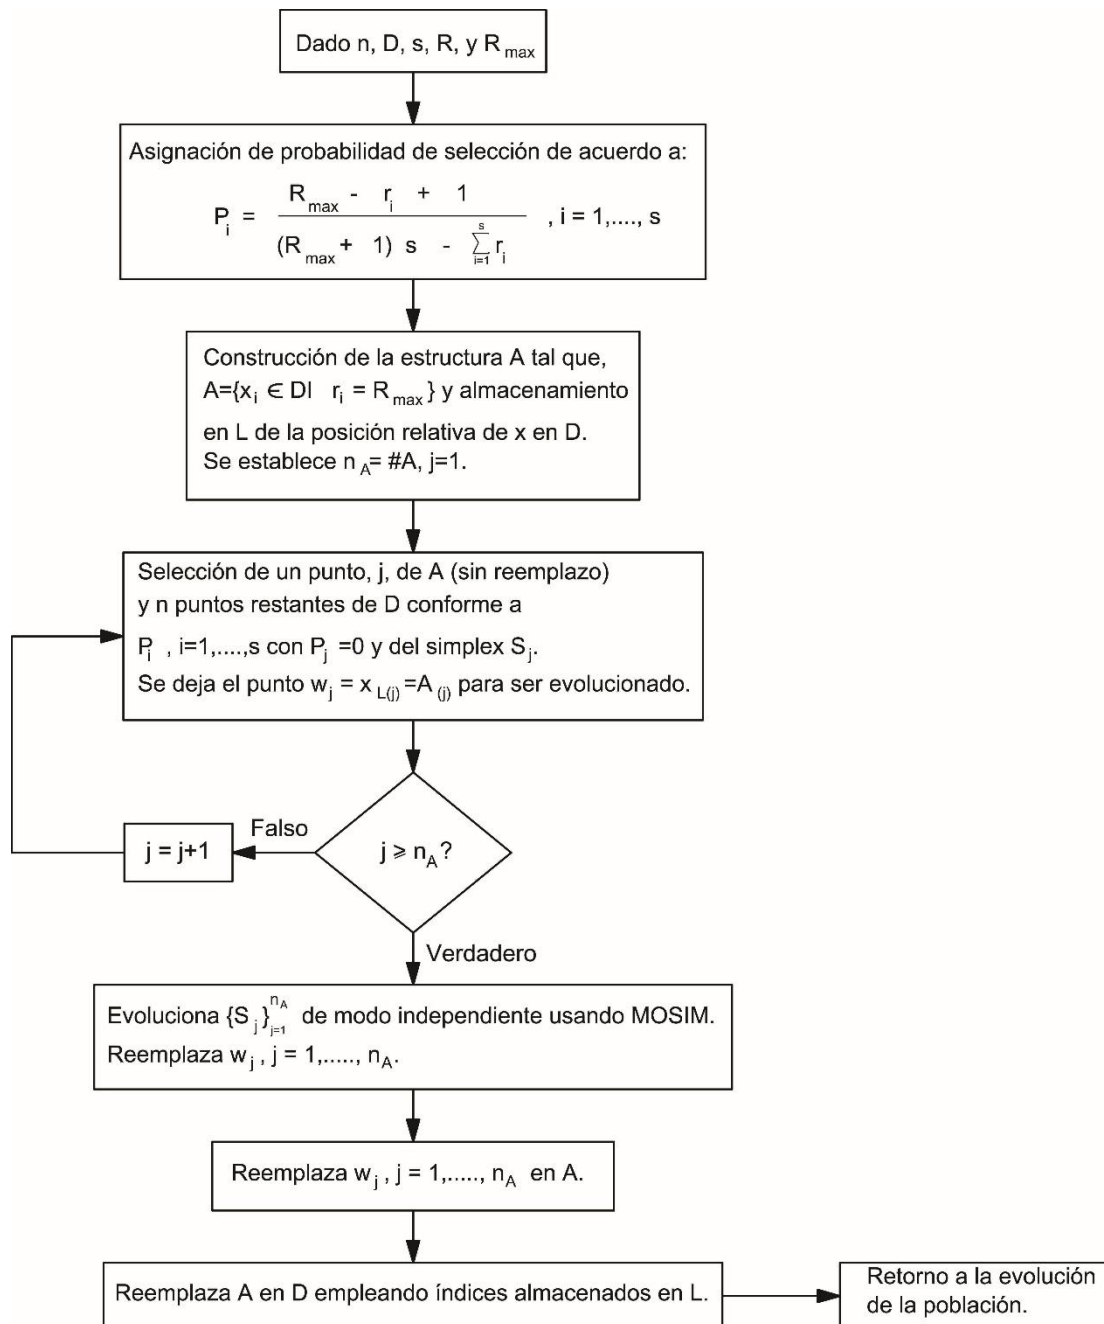 Dado n, D, s, R, y R max
Asignación de probabilidad de selección de acuerdo a:
P i = (R max - r i + 1) / ((R max + 1) s - s ∑ i=1 r i) , i = 1,...., s
Construcción de la estructura A tal que,
A={x i ∈ DI r i = R max} y almacenamiento
en L de la posición relativa de x en D.
Se establece n A= #A, j=1.
Selección de un punto, j, de A (sin reemplazo)
y n puntos restantes de D conforme a
P i , i=1,....,s con P j =0 y del simplex S j.
Se deja el punto w j = x L(j) =A (j) para ser evolucionado.
j ⩾ n A?
Falso
j = j+1
Verdadero
Evoluciona {S j} n A j=1 de modo independiente usando MOSIM.
Reemplaza w j , j = 1,....., n A.
Reemplaza w j , j = 1,....., n A en A.
Reemplaza A en D empleando índices almacenados en L.
Retorno a la evolución
de la población.